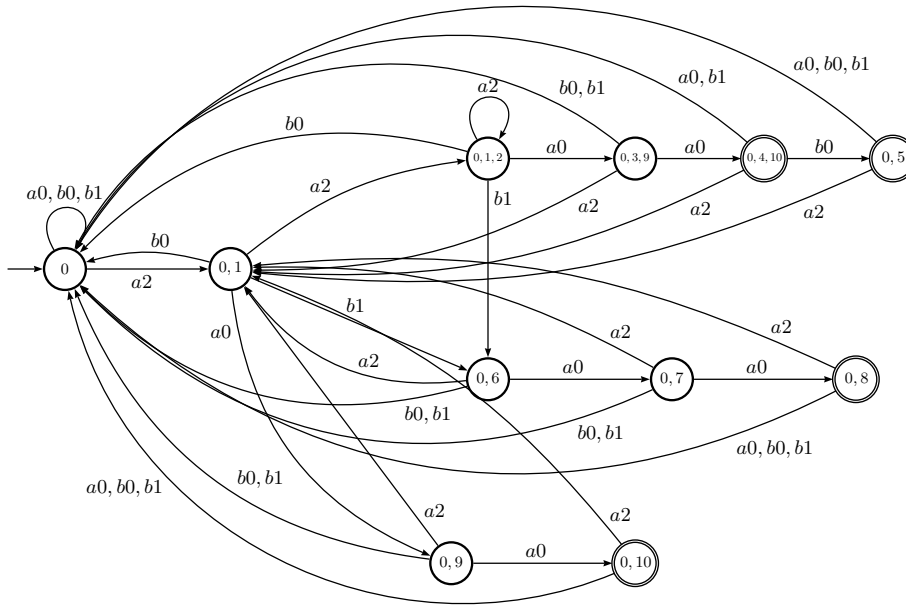 a0, b0, b1
b0, b1
a0, b1
a2
b0
0, 1, 2
a0
0, 3, 9
a0
0, 4, 10
b0
0, 5
a0, b0, b1
a2
b1
a2
a2
a2
b0
0
a2
0, 1
a0
b1
a2
a2
a2
0, 6
a0
0, 7
a0
0, 8
b0, b1
b0, b1
a0, b0, b1
a0, b0, b1
b0, b1
a2
a2
0, 9
a0
0, 10